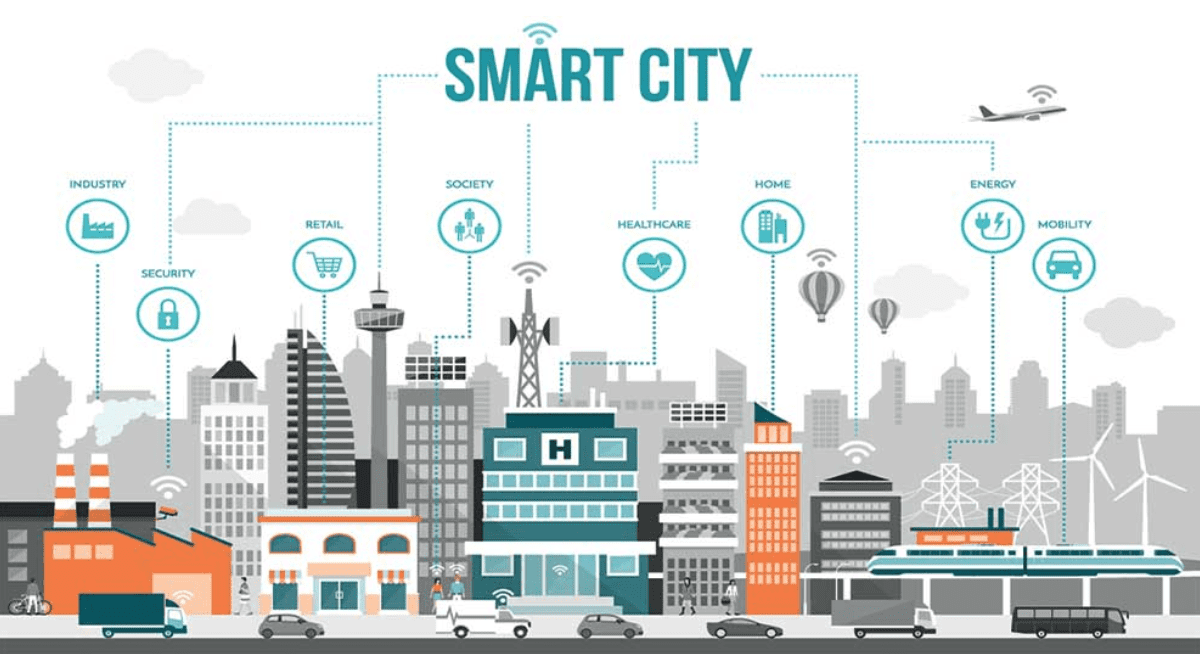 SMART CITY
INDUSTRY
SOCIETY
HOME
ENERGY
RETAIL
HEALTHCARE
MOBILITY
SECURITY
H